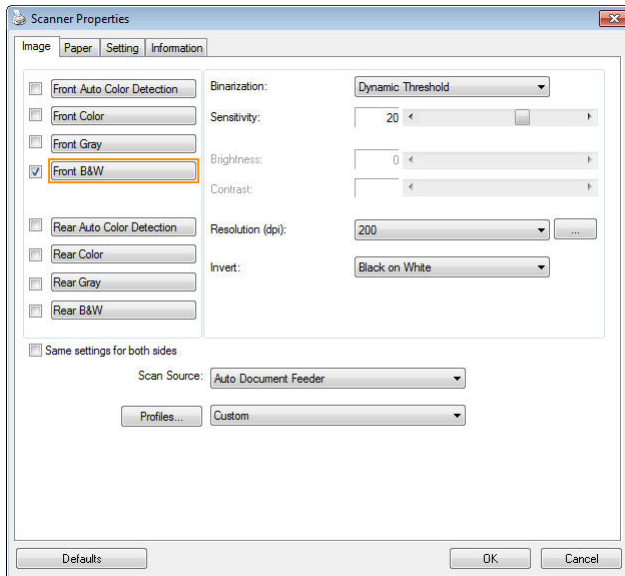 Scanner Properties
Image Paper Setting Information
Front Auto Color Detection
Front Color
Front Gray
Front B&W
Rear Auto Color Detection
Rear Color
Rear Gray
Rear B&W
Binarization: Dynamic Threshold
Sensitivity: 20
Brightness: 0
Contrast:
Resolution (dpi): 200 ...
Invert: Black on White
Same settings for both sides
Scan Source: Auto Document Feeder
Profiles... Custom
Defaults OK Cancel